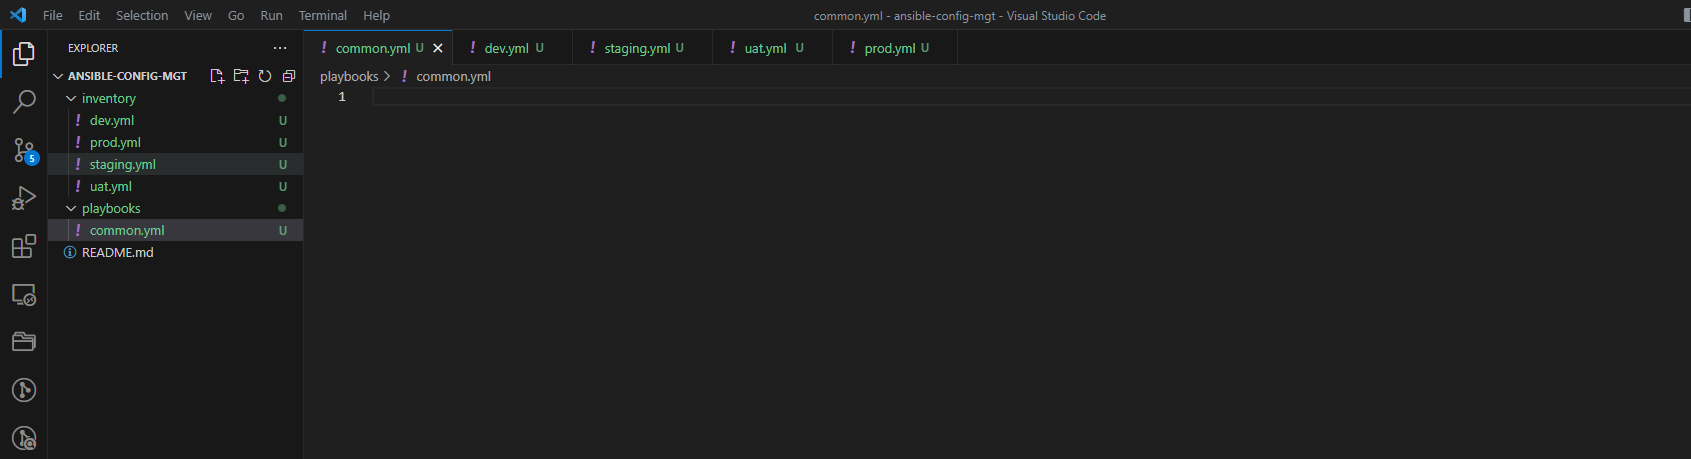 File Edit Selection View Go Run Terminal Help common.yml - ansible-config-mgt - Visual Studio Code
EXPLORER
ANSIBLE-CONFIG-MGT
inventory
! dev.yml U
! prod.yml U
! staging.yml U
! uat.yml U
playbooks
! common.yml U
README.md
5
! common.yml U ! dev.yml U ! staging.yml U ! uat.yml U ! prod.yml U
playbooks > ! common.yml
1